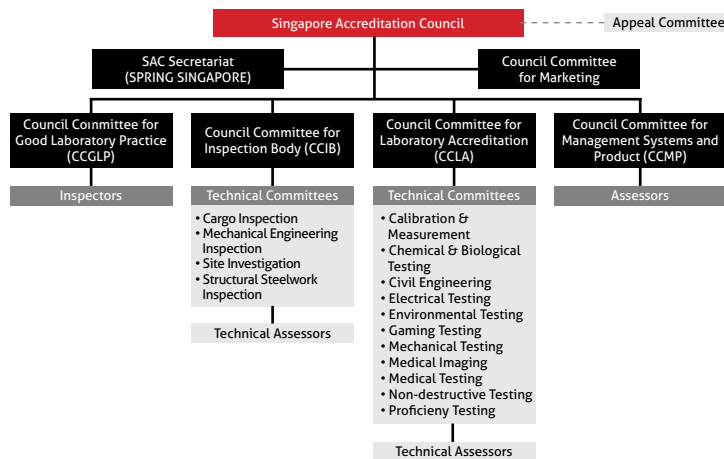 Singapore Accreditation Council
Appeal Committee
SAC Secretariat
(SPRING SINGAPORE)
Council Committee
for Marketing
Council Committee for
Good Laboratory Practice
(CCGLP)
Inspectors
Council Committee for
Inspection Body (CCIB)
Technical Committees
• Cargo Inspection
• Mechanical Engineering
Inspection
• Site Investigation
• Structural Steelwork
Inspection
Technical Assessors
Council Committee for
Laboratory Accreditation
(CCLA)
Technical Committees
• Calibration &
Measurement
• Chemical & Biological
Testing
• Civil Engineering
• Electrical Testing
• Environmental Testing
• Gaming Testing
• Mechanical Testing
• Medical Imaging
• Medical Testing
• Non-destructive Testing
• Proficieny Testing
Technical Assessors
Council Committee for
Management Systems and
Product (CCMP)
Assessors